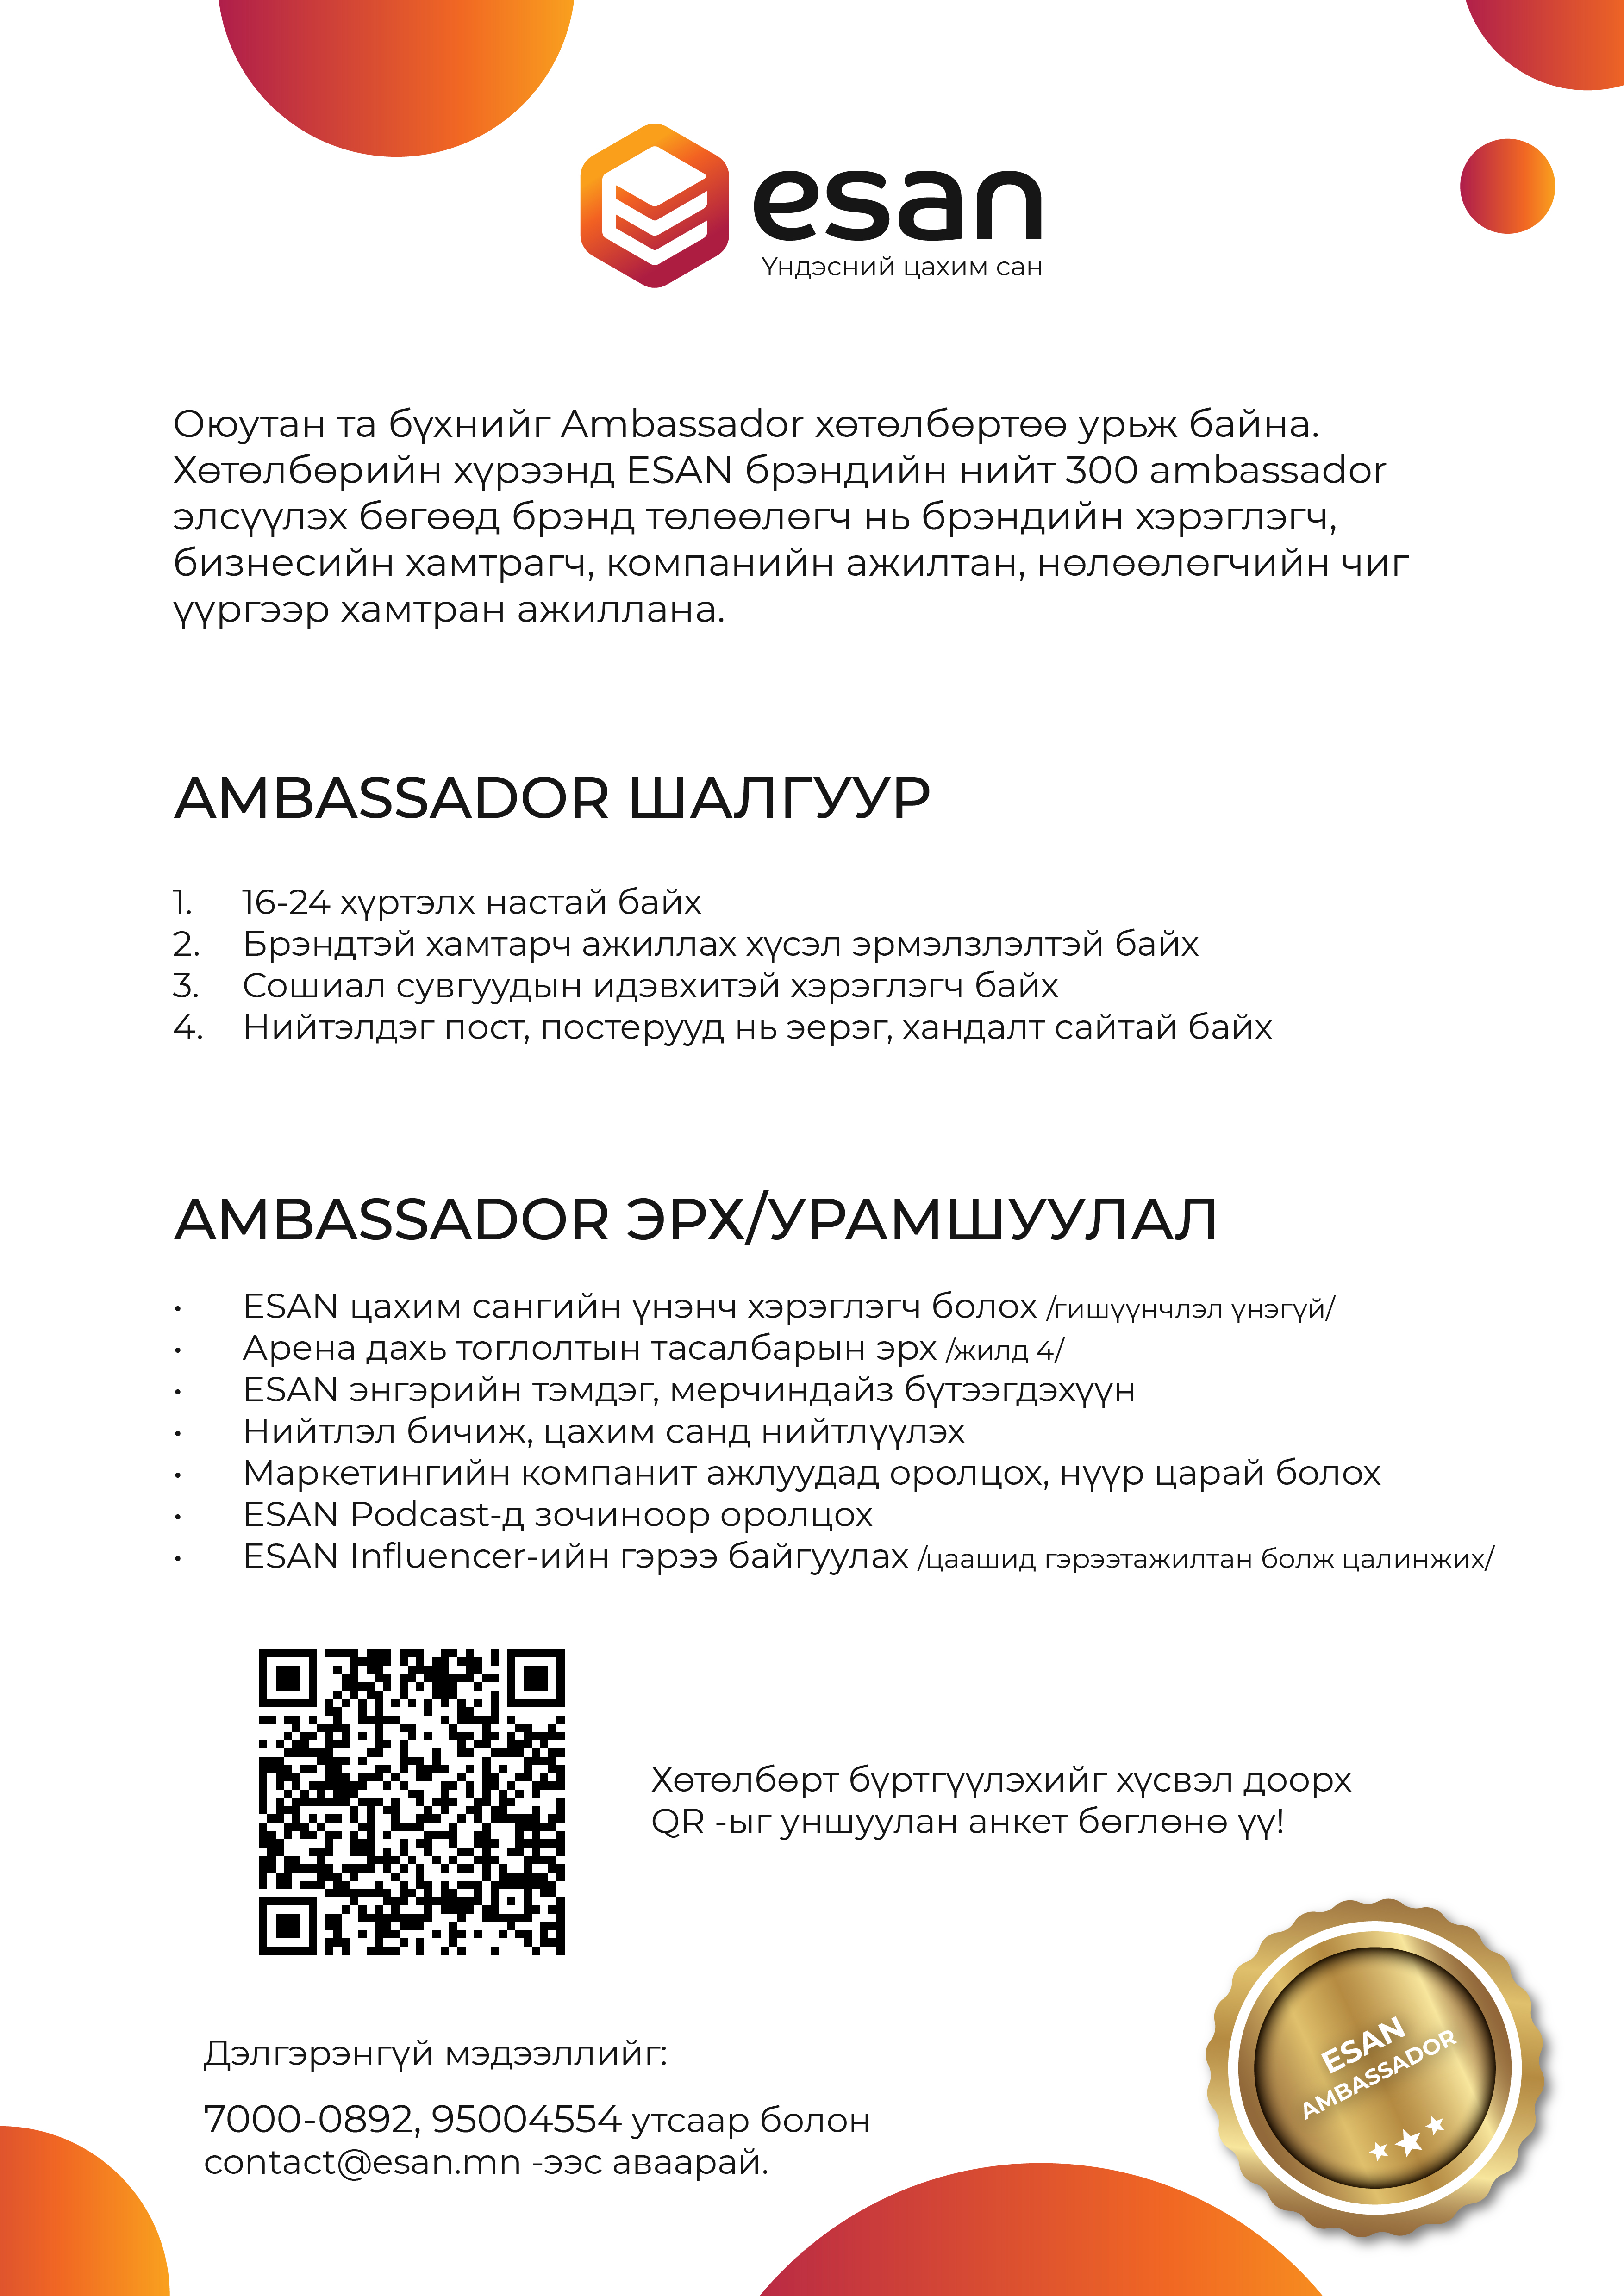 esan
Үндэсний цахим сан
Оюутан та бүхнийг Ambassador хөтөлбөртөө урьж байна.
Хөтөлбөрийн хүрээнд ESAN брэндийн нийт 300 ambassador
элсүүлэх бөгөөд брэнд төлөөлөгч нь брэндийн хэрэглэгч,
бизнесийн хамтрагч, компанийн ажилтан, нөлөөлөгчийн чиг
үүргээр хамтран ажиллана.
AMBASSADOR ШАЛГУУР
1. 16-24 хүртэлх настай байх
2. Брэндтэй хамтарч ажиллах хүсэл эрмэлзлэлтэй байх
3. Сошиал сувгуудын идэвхитэй хэрэглэгч байх
4. Нийтэлдэг пост, постерууд нь эерэг, хандалт сайтай байх
AMBASSADOR ЭРХ/УРАМШУУЛАЛ
• ESAN цахим сангийн үнэнч хэрэглэгч болох /гишүүнчлэл үнэгүй/
• Арена дахь тоглолтын тасалбарын эрх /жилд 4/
• ESAN энгэрийн тэмдэг, мерчиндайз бүтээгдэхүүн
• Нийтлэл бичиж, цахим санд нийтлүүлэх
• Маркетингийн компанит ажлуудад оролцох, нүүр царай болох
• ESAN Podcast-д зочиноор оролцох
• ESAN Influencer-ийн гэрээ байгуулах /цаашид гэрээтажилтан болж цалинжих/
Хөтөлбөрт бүртгүүлэхийг хүсвэл доорх
QR -ыг уншуулан анкет бөглөнө үү!
ESAN
AMBASSADOR
Дэлгэрэнгүй мэдээллийг:
7000-0892, 95004554 утсаар болон
contact@esan.mn -ээс аваарай.